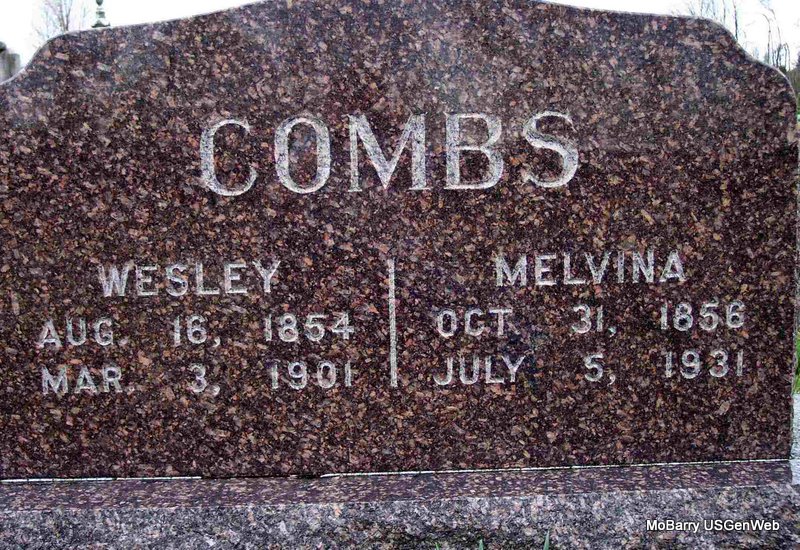 COMBS
WESLEY
AUG. 16, 1854
MAR. 3, 1901
MELVINA
OCT. 31, 1856
JULY 5, 1931
MoBarry USGenWeb